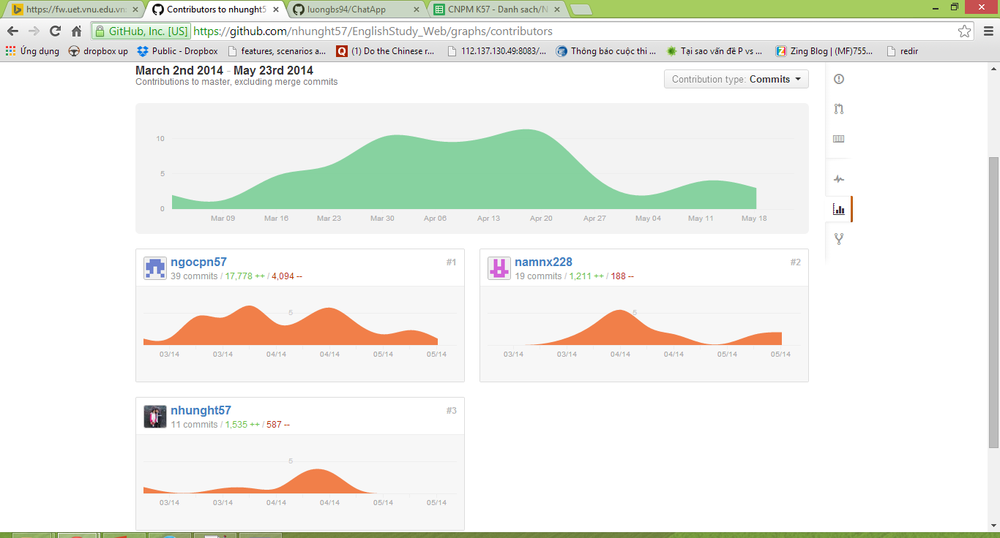 https://fw.uet.vnu.edu.vn:
Contributors to nhunght5
luongbs94/ChatApp
CNPM K57 - Danh sach/N
GitHub, Inc. [US]
https://github.com/nhunght57/EnglishStudy_Web/graphs/contributors
Ứng dụng
dropbox up
Public - Dropbox
features, scenarios a...
(1) Do the Chinese r...
112.137.130.49:8083/...
Thông báo cuộc thi ...
Tại sao vấn đề P vs ...
Zing Blog | (MF)755...
redir
March 2nd 2014 - May 23rd 2014
Contributions to master, excluding merge commits
Contribution type: Commits
10
5
0
Mar 09 Mar 16 Mar 23 Mar 30 Apr 06 Apr 13 Apr 20 Apr 27 May 04 May 11 May 18
ngocpn57
#1
39 commits / 17,778 ++ / 4,094 --
5
03/14 03/14 04/14 04/14 05/14 05/14
namnx228
#2
19 commits / 1,211 ++ / 188 --
5
03/14 03/14 04/14 04/14 05/14 05/14
nhunght57
#3
11 commits / 1,535 ++ / 587 --
5
03/14 03/14 04/14 04/14 05/14 05/14